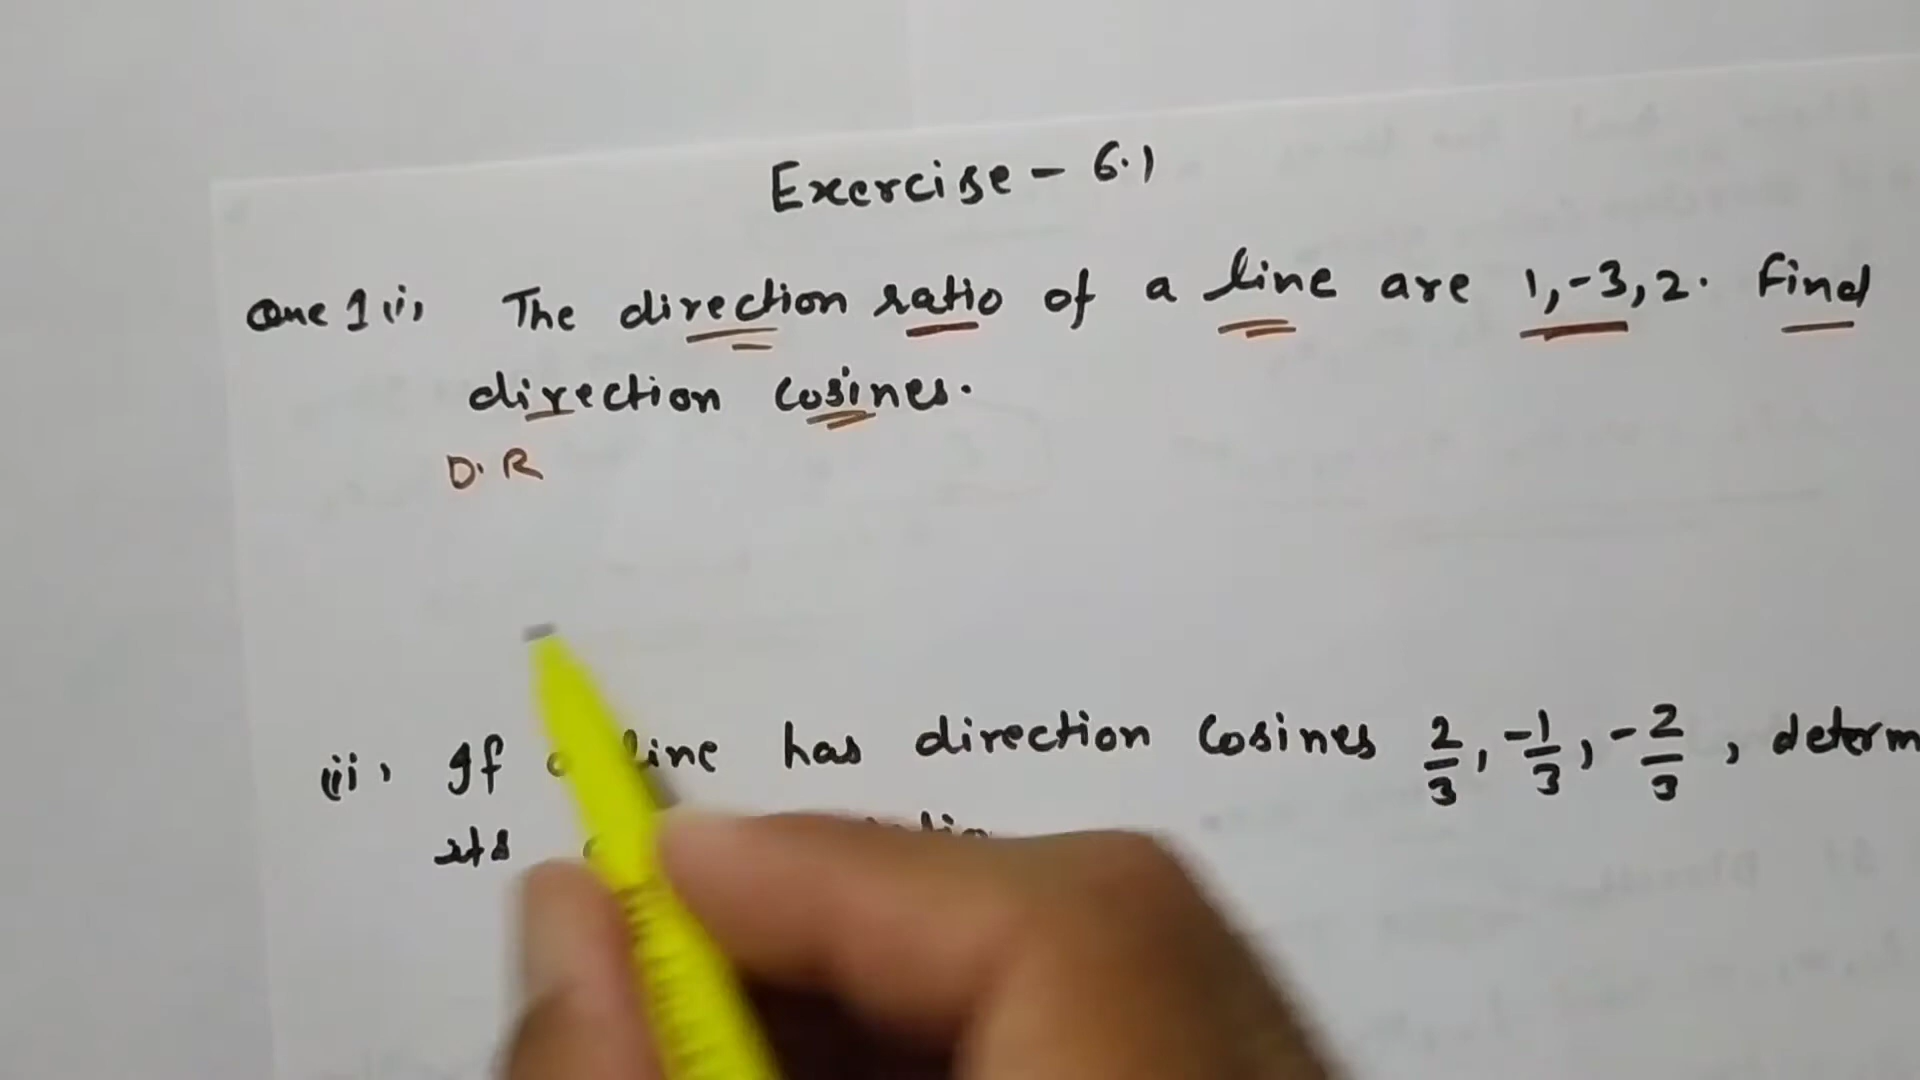 Exercise - 6.1
Que 1 (i), The direction ratio of a line are 1, -3, 2. Find
direction cosines.
D. R
(ii), If a line has direction cosines 2/3, -1/3, -2/3, determ
its